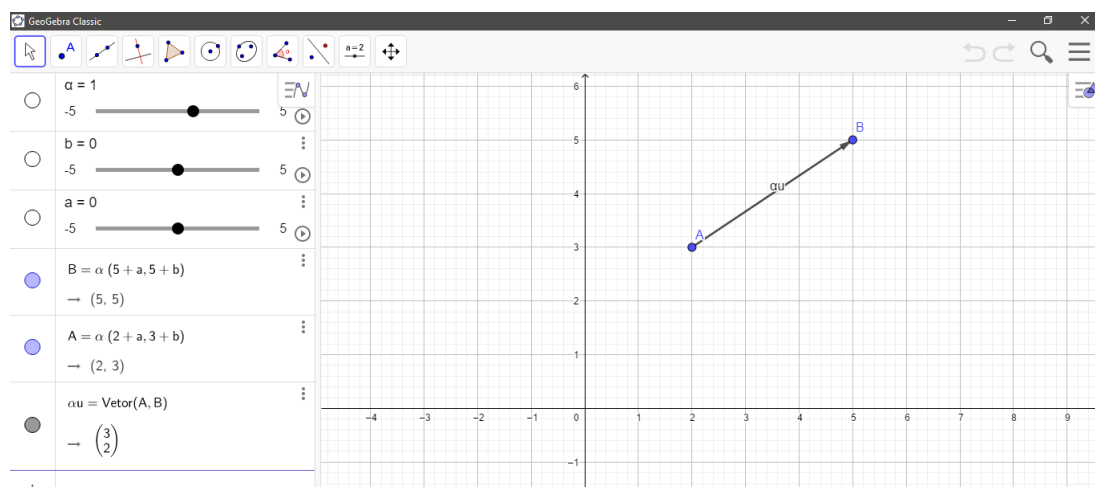 GeoGebra Classic
A
a=2
α = 1
-5
5
b = 0
-5
5
a = 0
-5
5
B = α (5 + a, 5 + b)
→ (5, 5)
A = α (2 + a, 3 + b)
→ (2, 3)
αu = Vetor(A, B)
→ (3
2)
6
5
4
3
2
1
-1
-4 -3 -2 -1 0 1 2 3 4 5 6 7 8 9
A
B
αu